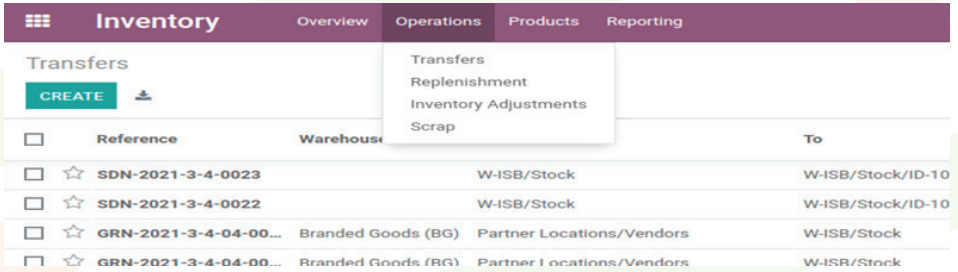 Inventory Overview Operations Products Reporting
Transfers
Transfers
Replenishment
CREATE
Inventory Adjustments
Scrap
Reference Warehouse To
SDN-2021-3-4-0023 W-ISB/Stock W-ISB/Stock/ID-10
SDN-2021-3-4-0022 W-ISB/Stock W-ISB/Stock/ID-10
GRN-2021-3-4-04-00... Branded Goods (BG) Partner Locations/Vendors W-ISB/Stock
GRN-2021-3-4-04-00... Branded Goods (BG) Partner Locations/Vendors W-ISB/Stock